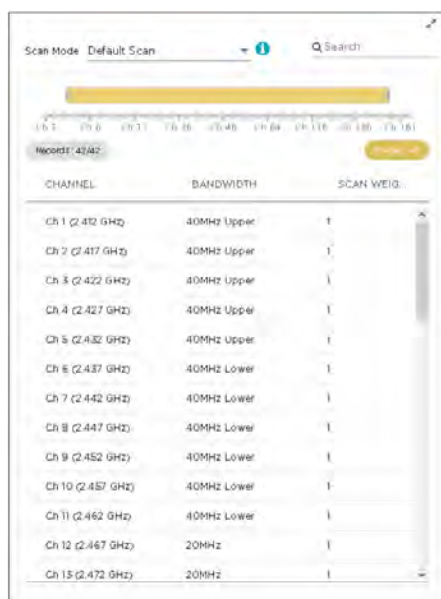 Scan Mode Default Scan
Search
Records: 42/42
CHANNEL BANDWIDTH SCAN WEIG...
Ch 1 (2.412 GHz) 40MHz Upper 1
Ch 2 (2.417 GHz) 40MHz Upper 1
Ch 3 (2.422 GHz) 40MHz Upper 1
Ch 4 (2.427 GHz) 40MHz Upper 1
Ch 5 (2.432 GHz) 40MHz Upper 1
Ch 6 (2.437 GHz) 40MHz Lower 1
Ch 7 (2.442 GHz) 40MHz Lower 1
Ch 8 (2.447 GHz) 40MHz Lower 1
Ch 9 (2.452 GHz) 40MHz Lower 1
Ch 10 (2.457 GHz) 40MHz Lower 1
Ch 11 (2.462 GHz) 40MHz Lower 1
Ch 12 (2.467 GHz) 20MHz 1
Ch 13 (2.472 GHz) 20MHz 1